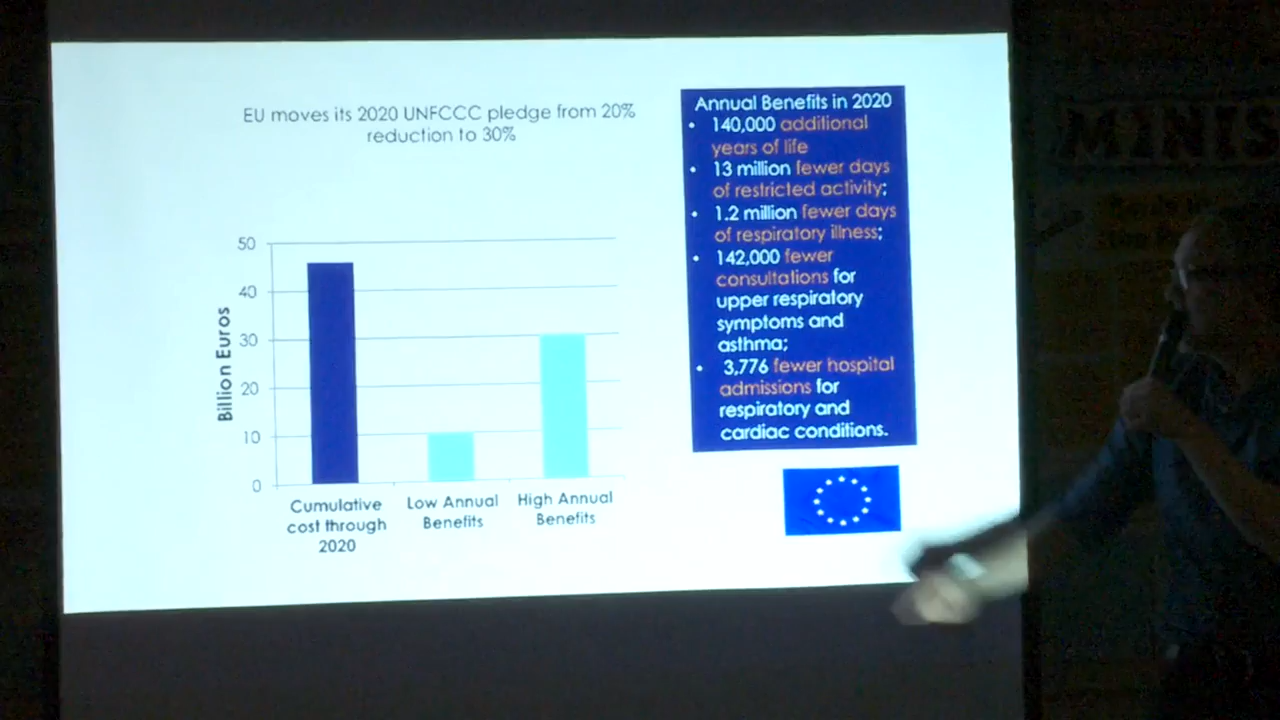 EU moves its 2020 UNFCCC pledge from 20%
reduction to 30%
50
40
30
20
10
0
Billion Euros
Cumulative
cost through
2020
Low Annual
Benefits
High Annual
Benefits
Annual Benefits in 2020
• 140,000 additional
years of life
• 13 million fewer days
of restricted activity;
• 1.2 million fewer days
of respiratory illness;
• 142,000 fewer
consultations for
upper respiratory
symptoms and
asthma;
• 3,776 fewer hospital
admissions for
respiratory and
cardiac conditions.
MINIS